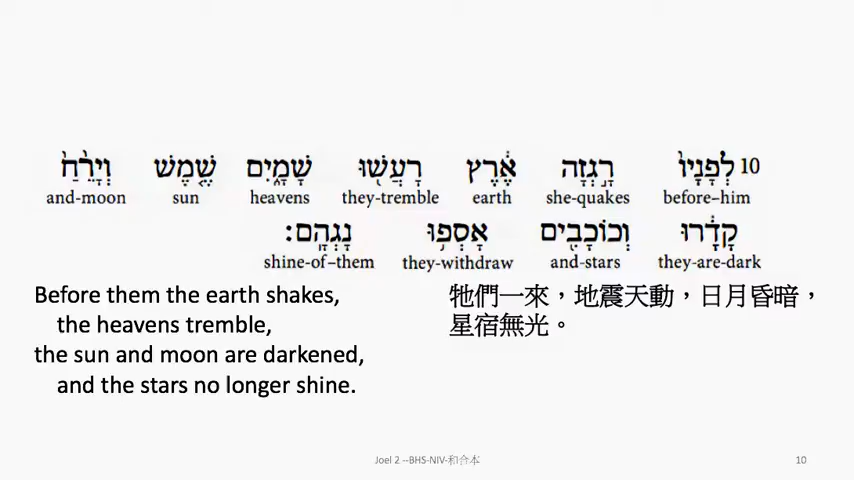 10 לְפָנָיו֙ רָ֣גְזָה אֶ֔רֶץ רָעֲשׁ֖וּ שָׁמָ֑יִם שֶׁ֤מֶשׁ וְיָרֵ֙חַ֙
before–him she-quakes earth they-tremble heavens sun and-moon
קָדָ֔רוּ וְכוֹכָבִ֖ים אָסְפ֥וּ נָגְהָֽם׃
they-are-dark and-stars they-withdraw shine-of–them
Before them the earth shakes,
the heavens tremble,
the sun and moon are darkened,
and the stars no longer shine.
牠們一來，地震天動，日月昏暗，
星宿無光。
Joel 2 --BHS-NIV-和合本
10